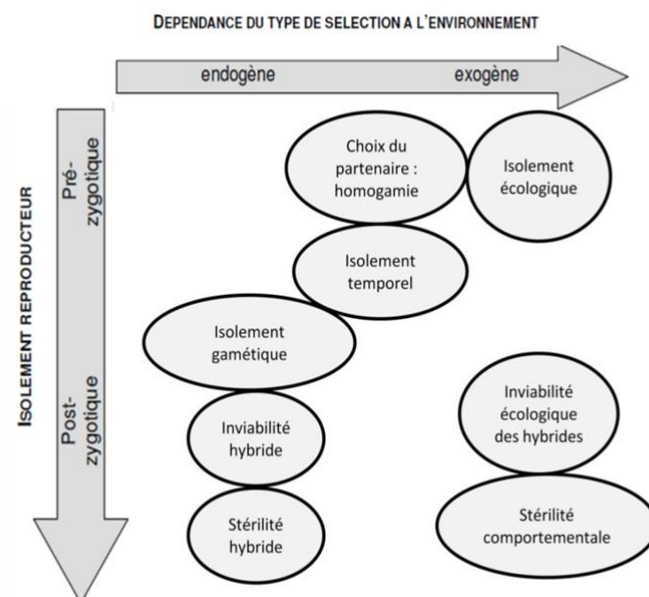 DEPENDANCE DU TYPE DE SELECTION A L'ENVIRONNEMENT
endogène
exogène
ISOLEMENT REPRODUCTEUR
Pré-
zygotique
Post-
zygotique
Choix du
partenaire :
homogamie
Isolement
écologique
Isolement
temporel
Isolement
gamétique
Inviabilité
hybride
Stérilité
hybride
Inviabilité
écologique
des hybrides
Stérilité
comportementale